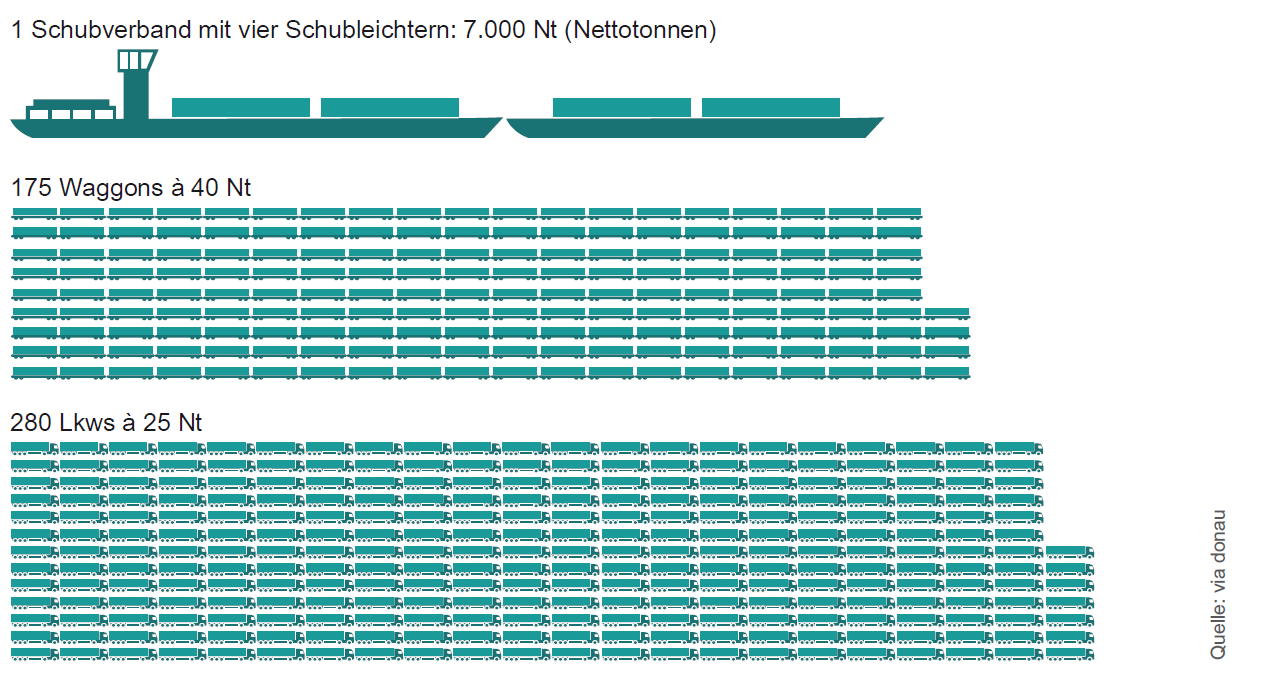 1 Schubverband mit vier Schubleichtern: 7.000 Nt (Nettotonnen)
175 Waggons à 40 Nt
280 Lkws à 25 Nt
Quelle: via donau